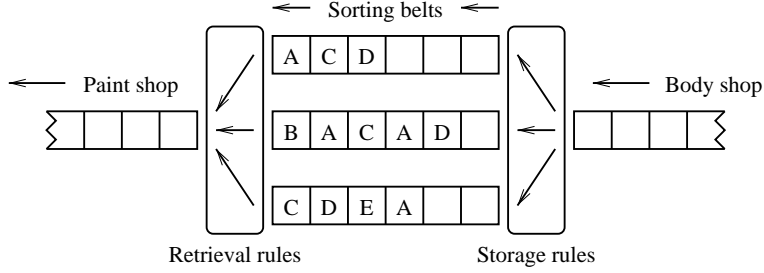 Sorting belts
A C D
Paint shop
Body shop
B A C A D
C D E A
Retrieval rules
Storage rules